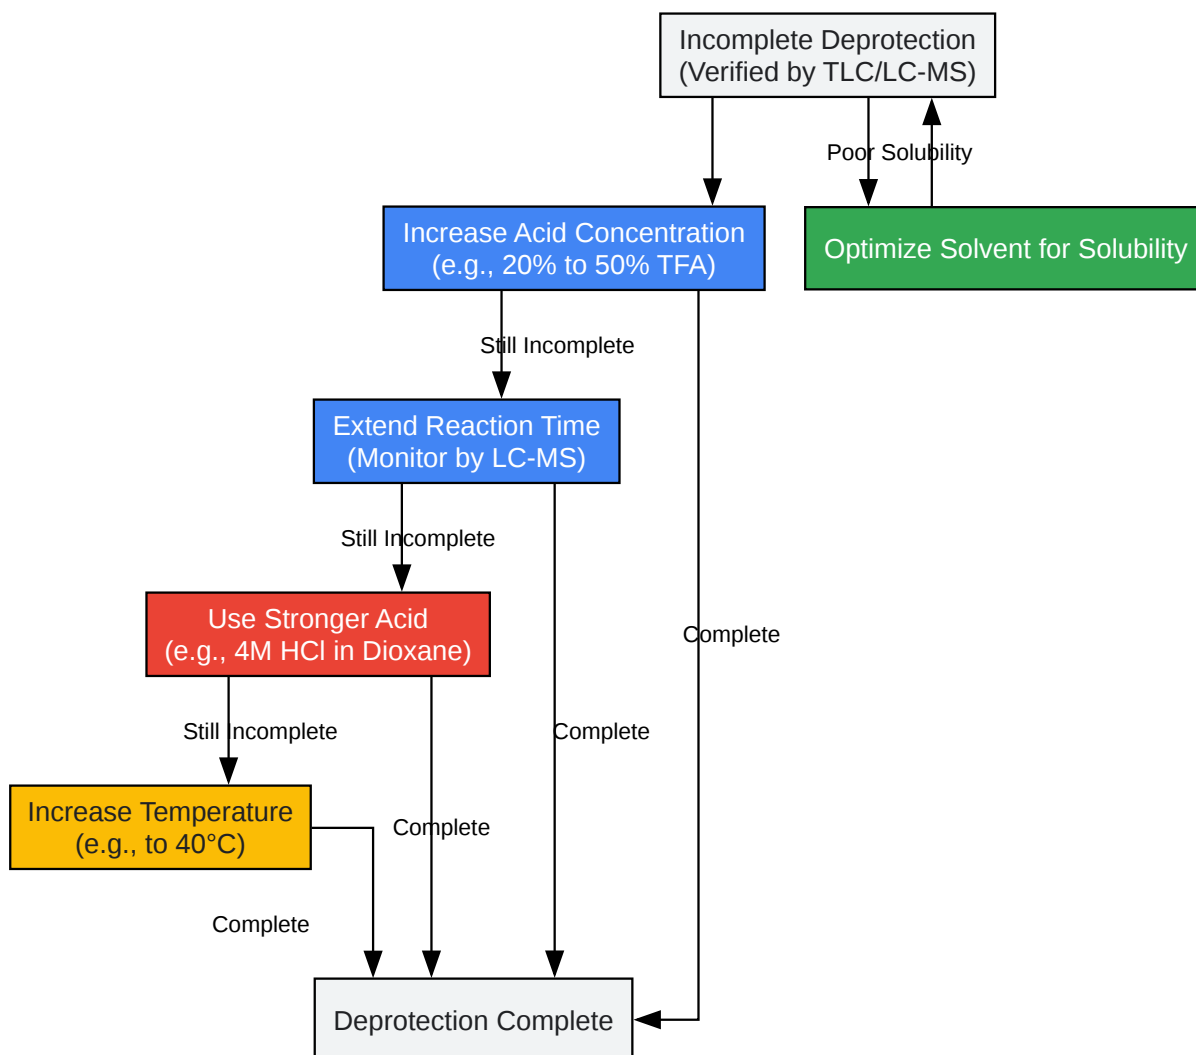 Incomplete Deprotection
(Verified by TLC/LC-MS)
Poor Solubility
Increase Acid Concentration
(e.g., 20% to 50% TFA)
Optimize Solvent for Solubility
Still Incomplete
Extend Reaction Time
(Monitor by LC-MS)
Still Incomplete
Use Stronger Acid
(e.g., 4M HCl in Dioxane)
Complete
Still Incomplete
Complete
Increase Temperature
(e.g., to 40°C)
Complete
Complete
Deprotection Complete